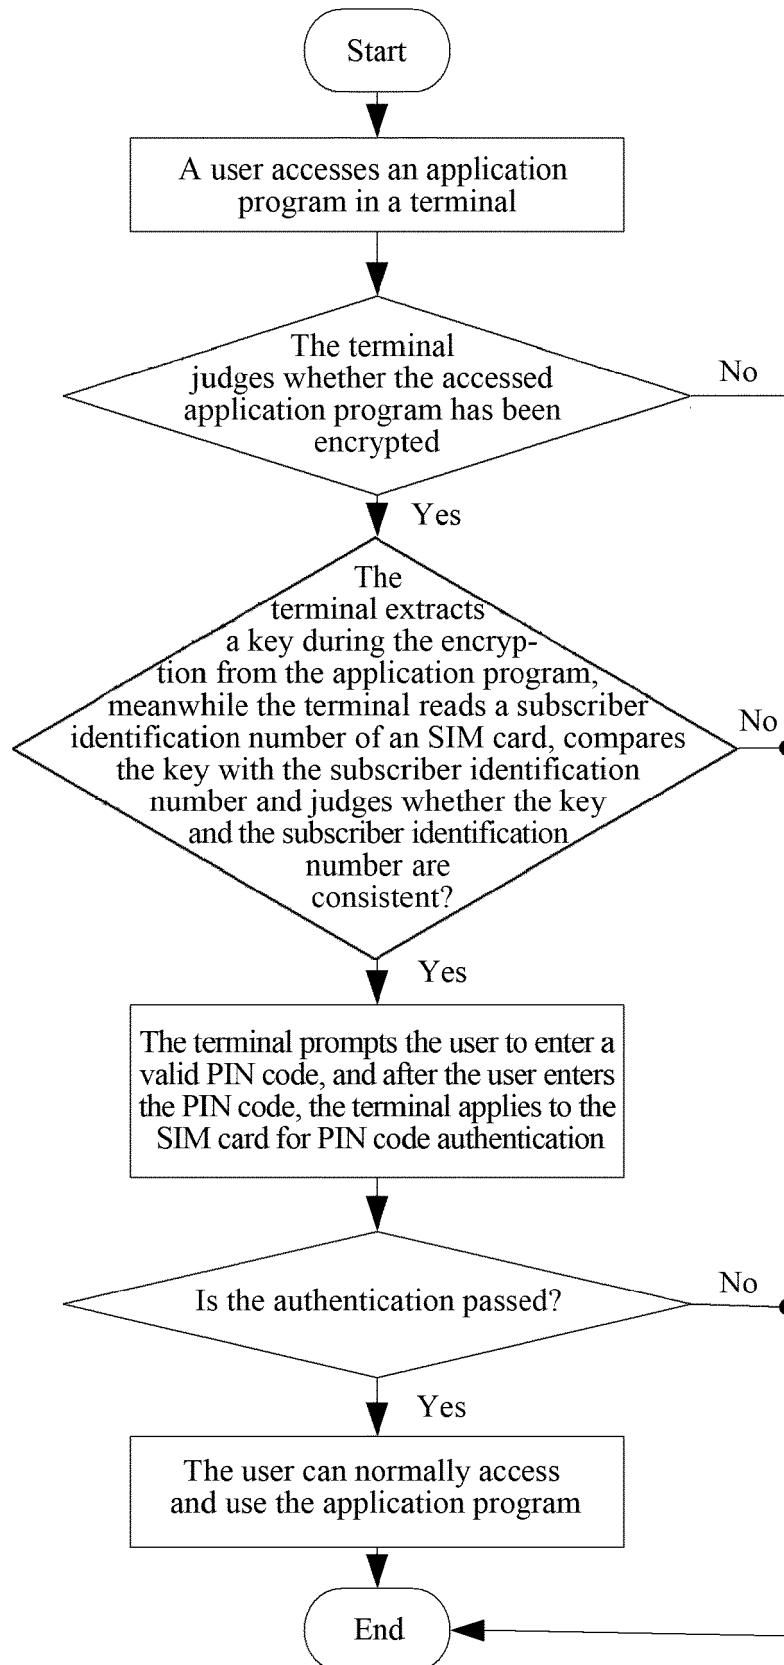 Start
A user accesses an application
program in a terminal
The terminal
judges whether the accessed
application program has been
encrypted
No
Yes
The
terminal extracts
a key during the encryp-
tion from the application program,
meanwhile the terminal reads a subscriber
identification number of an SIM card, compares
the key with the subscriber identification
number and judges whether the key
and the subscriber identification
number are
consistent?
No
Yes
The terminal prompts the user to enter a
valid PIN code, and after the user enters
the PIN code, the terminal applies to the
SIM card for PIN code authentication
Is the authentication passed?
No
Yes
The user can normally access
and use the application program
End